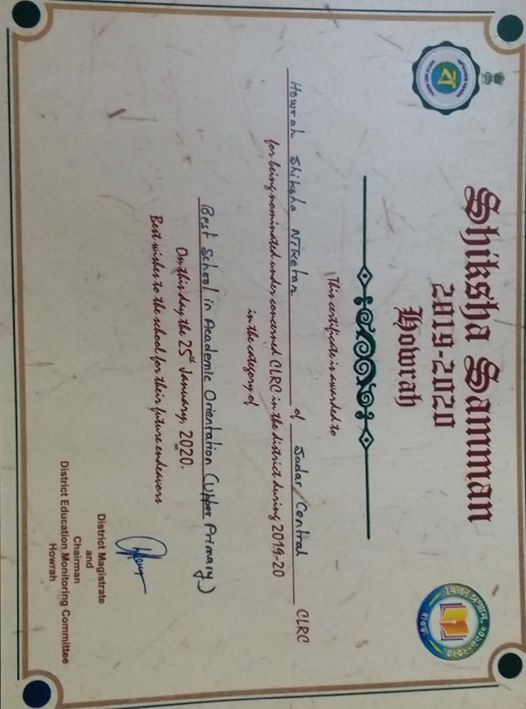 Shiksha Samman
2019-2020
Howrah
This certificate is awarded to
Howrah Shiksha Niketan of Sadar, Central CLRC
for being nominated under concerned CLRC in the district during 2019-20
in the category of
Best School in Academic Orientation (Upper Primary)
On this day the 25th January, 2020.
Best wishes to the school for their future endeavors
District Magistrate
and
Chairman
District Education Monitoring Committee
Howrah